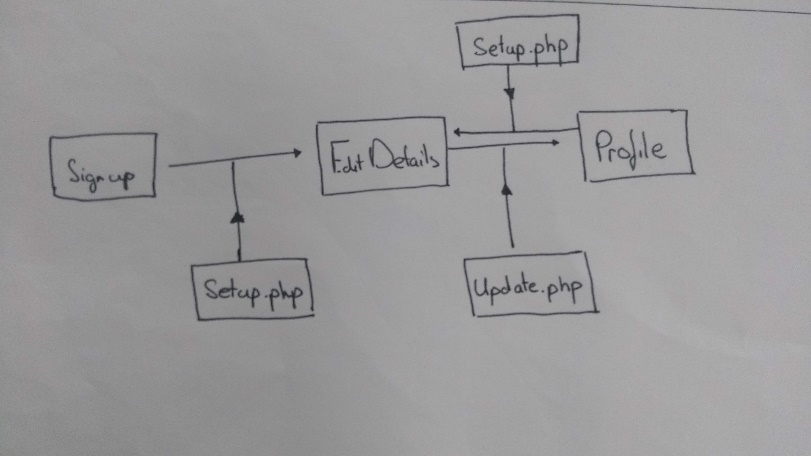 Setup.php
Sign up
Edit Details
Profile
Setup.php
Update.php